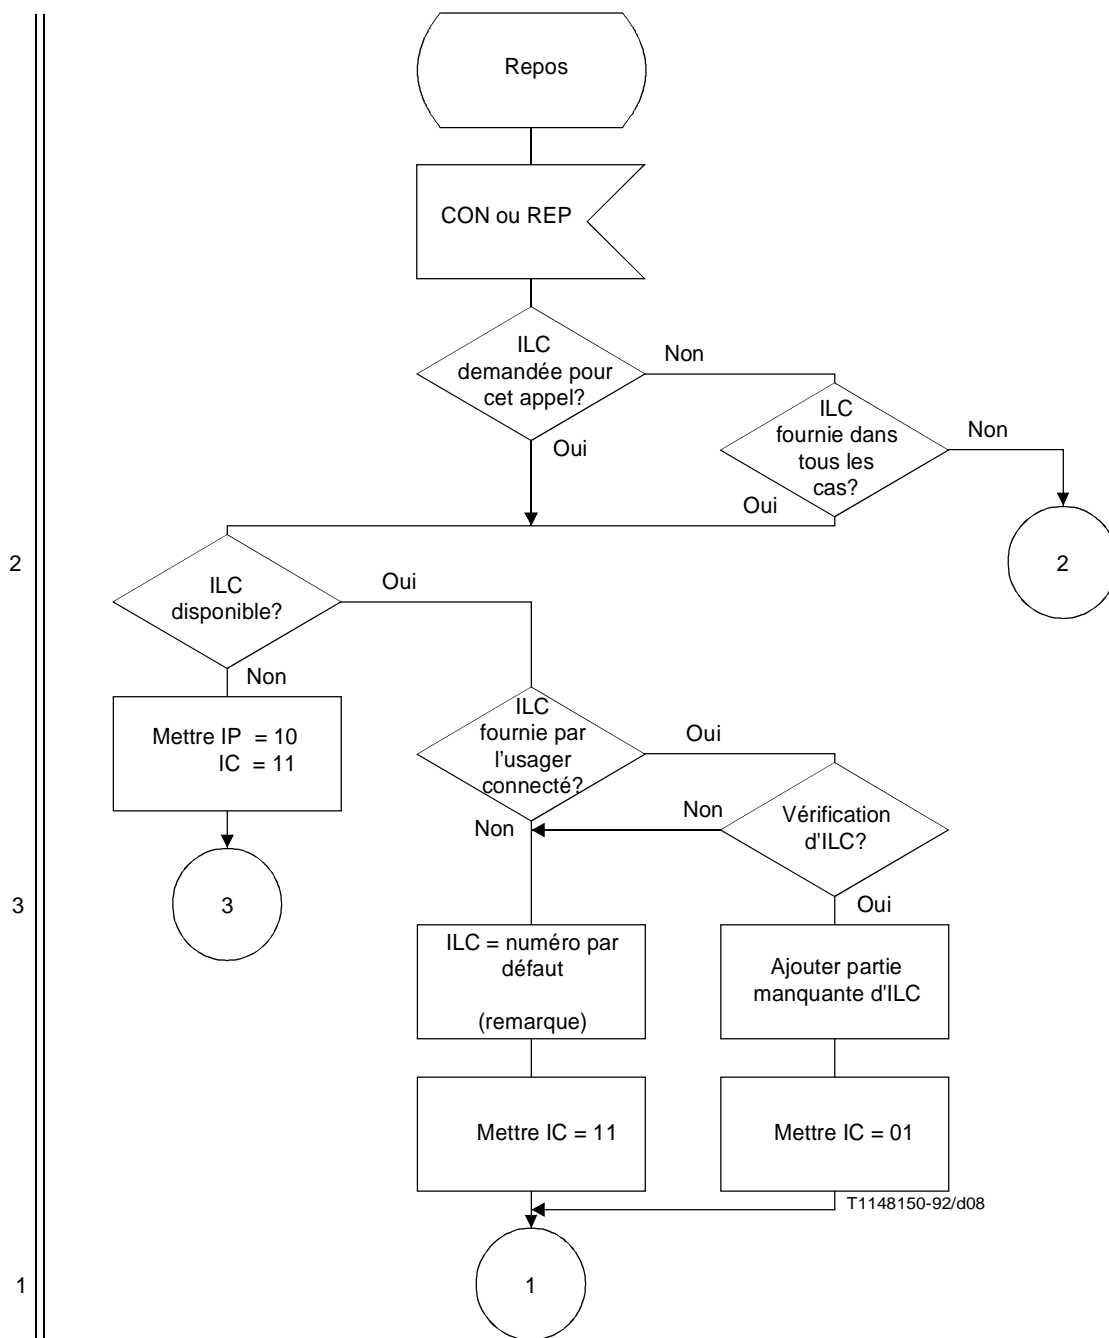 Repos
CON ou REP
ILC
demandée pour
cet appel?
Non
Oui
ILC
fournie dans
tous les
cas?
Non
Oui
2
2
ILC
disponible?
Oui
Non
Mettre IP = 10
IC = 11
ILC
fournie par
l'usager
connecté?
Oui
Non
Vérification
d'ILC?
Non
Oui
3
3
ILC = numéro par
défaut
(remarque)
Ajouter partie
manquante d'ILC
Mettre IC = 11
Mettre IC = 01
T1148150-92/d08
1
1